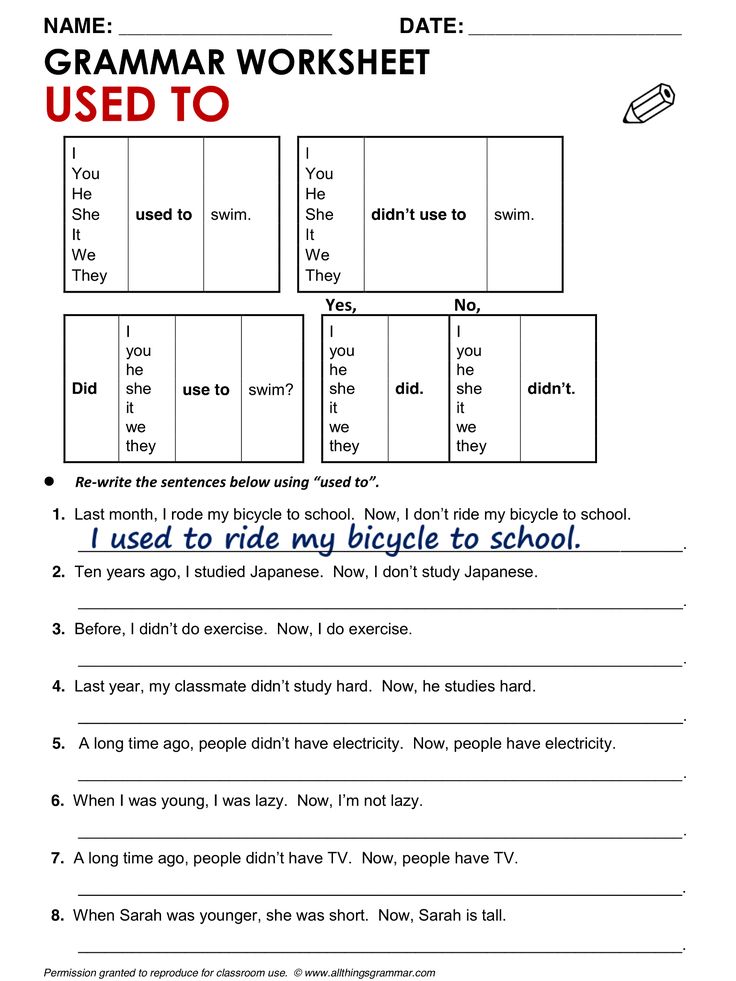 NAME: ____________________ DATE: ____________________
GRAMMAR WORKSHEET
USED TO
I
You
He
She
It
We
They
used to
swim.
I
You
He
She
It
We
They
didn’t use to
swim.
Did
I
you
he
she
it
we
they
use to
swim?
Yes,
I
you
he
she
it
we
they
did.
No,
I
you
he
she
it
we
they
didn’t.
● Re-write the sentences below using “used to”.
1. Last month, I rode my bicycle to school. Now, I don’t ride my bicycle to school.
I used to ride my bicycle to school.
2. Ten years ago, I studied Japanese. Now, I don’t study Japanese.
3. Before, I didn’t do exercise. Now, I do exercise.
4. Last year, my classmate didn’t study hard. Now, he studies hard.
5. A long time ago, people didn’t have electricity. Now, people have electricity.
6. When I was young, I was lazy. Now, I’m not lazy.
7. A long time ago, people didn’t have TV. Now, people have TV.
8. When Sarah was younger, she was short. Now, Sarah is tall.
Permission granted to reproduce for classroom use. © www.allthingsgrammar.com